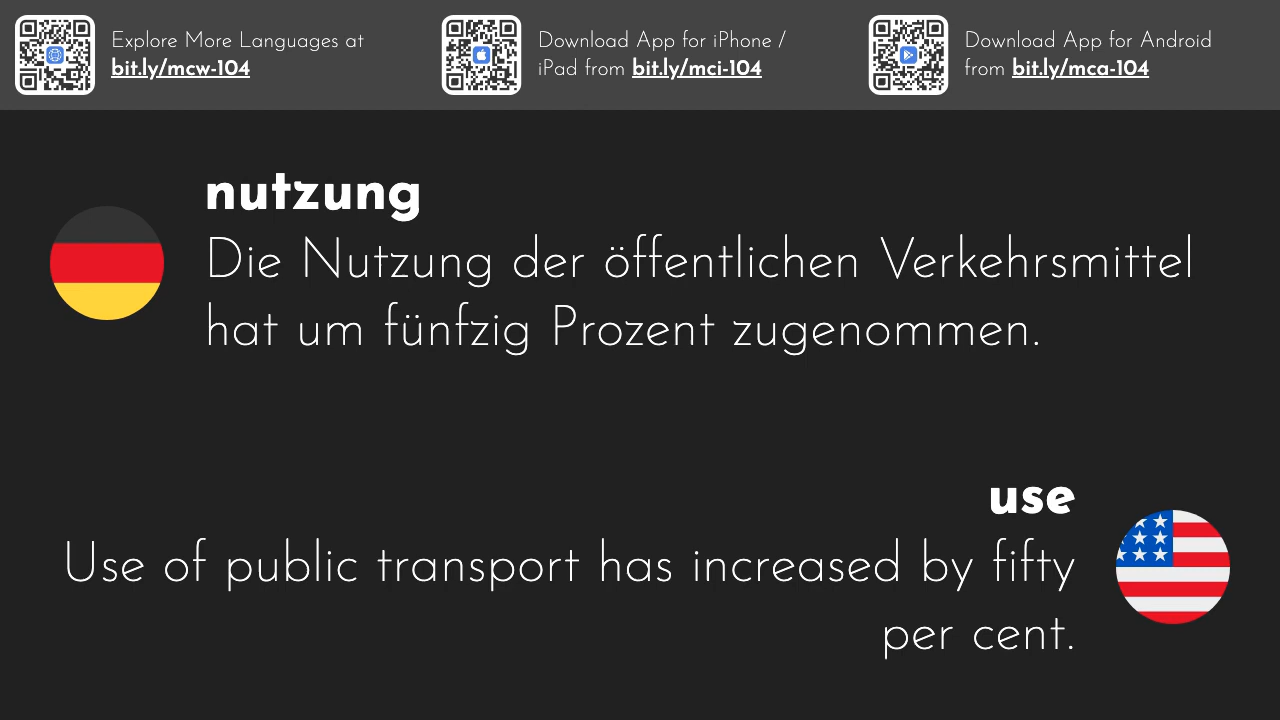 Explore More Languages at
bit.ly/mcw-104
Download App for iPhone /
iPad from bit.ly/mci-104
Download App for Android
from bit.ly/mca-104
nutzung
Die Nutzung der öffentlichen Verkehrsmittel
hat um fünfzig Prozent zugenommen.
use
Use of public transport has increased by fifty
per cent.